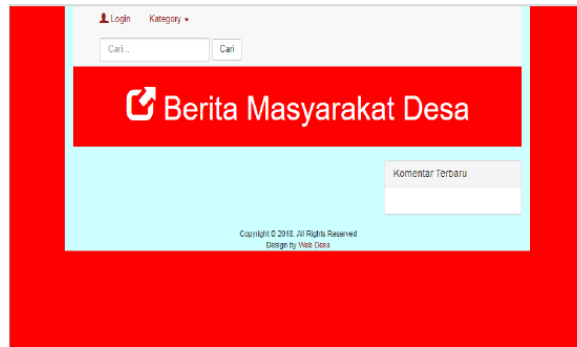 Login Kategory
Cari... Cari
Berita Masyarakat Desa
Komentar Terbaru
Copyright © 2018. All Rights Reserved
Design by Web Desa